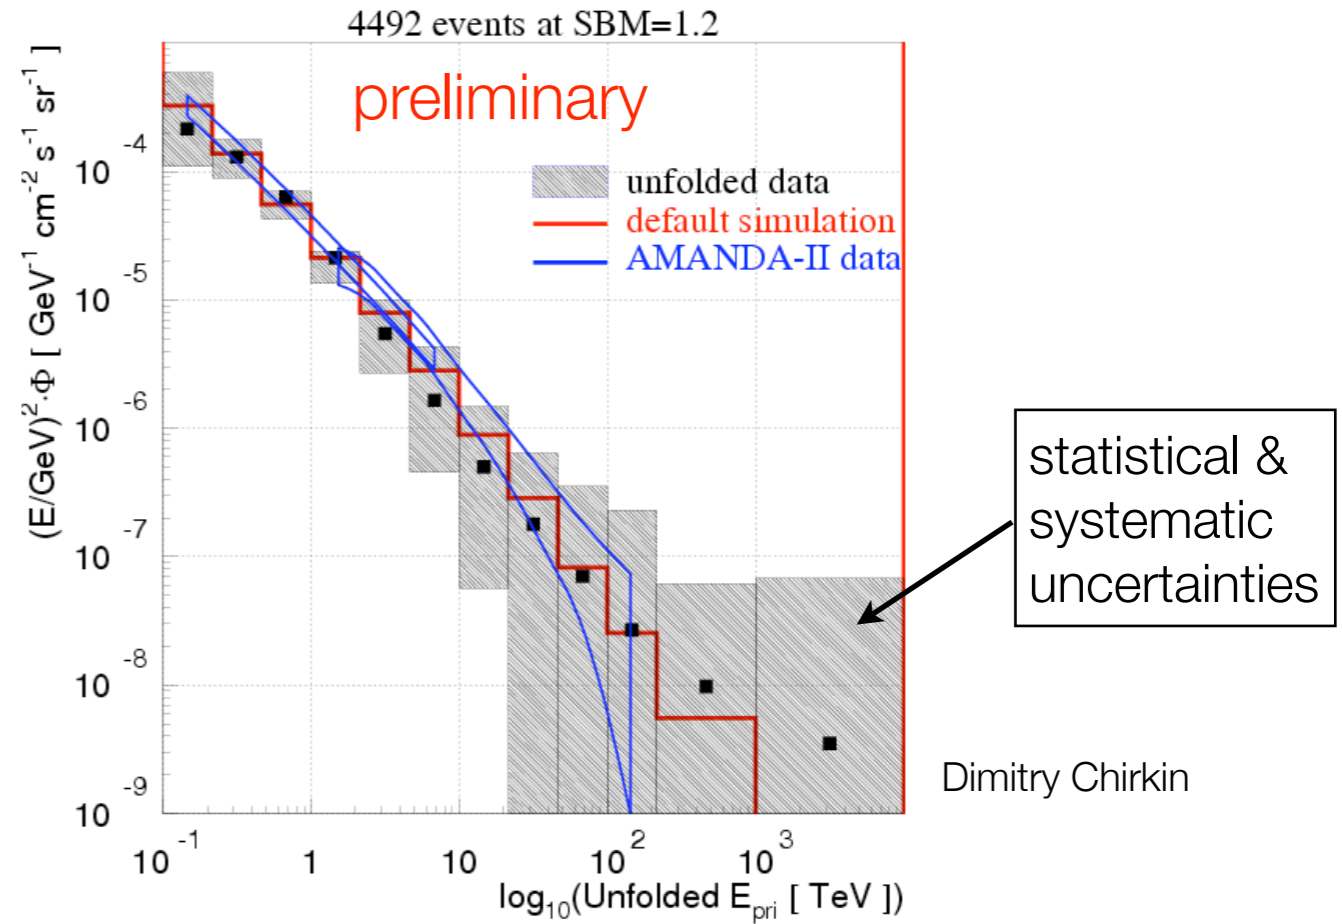 4492 events at SBM=1.2
preliminary
(E/GeV)²·Φ [ GeV⁻¹ cm⁻² s⁻¹ sr⁻¹ ]
unfolded data
default simulation
AMANDA-II data
10⁻⁴
10⁻⁵
10⁻⁶
10⁻⁷
10⁻⁸
10⁻⁹
statistical &
systematic
uncertainties
Dimitry Chirkin
10⁻¹ 1 10 10² 10³
log₁₀(Unfolded E_pri [ TeV ])